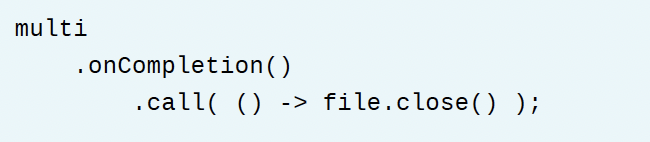 multi
    .onCompletion()
        .call( () -> file.close() );